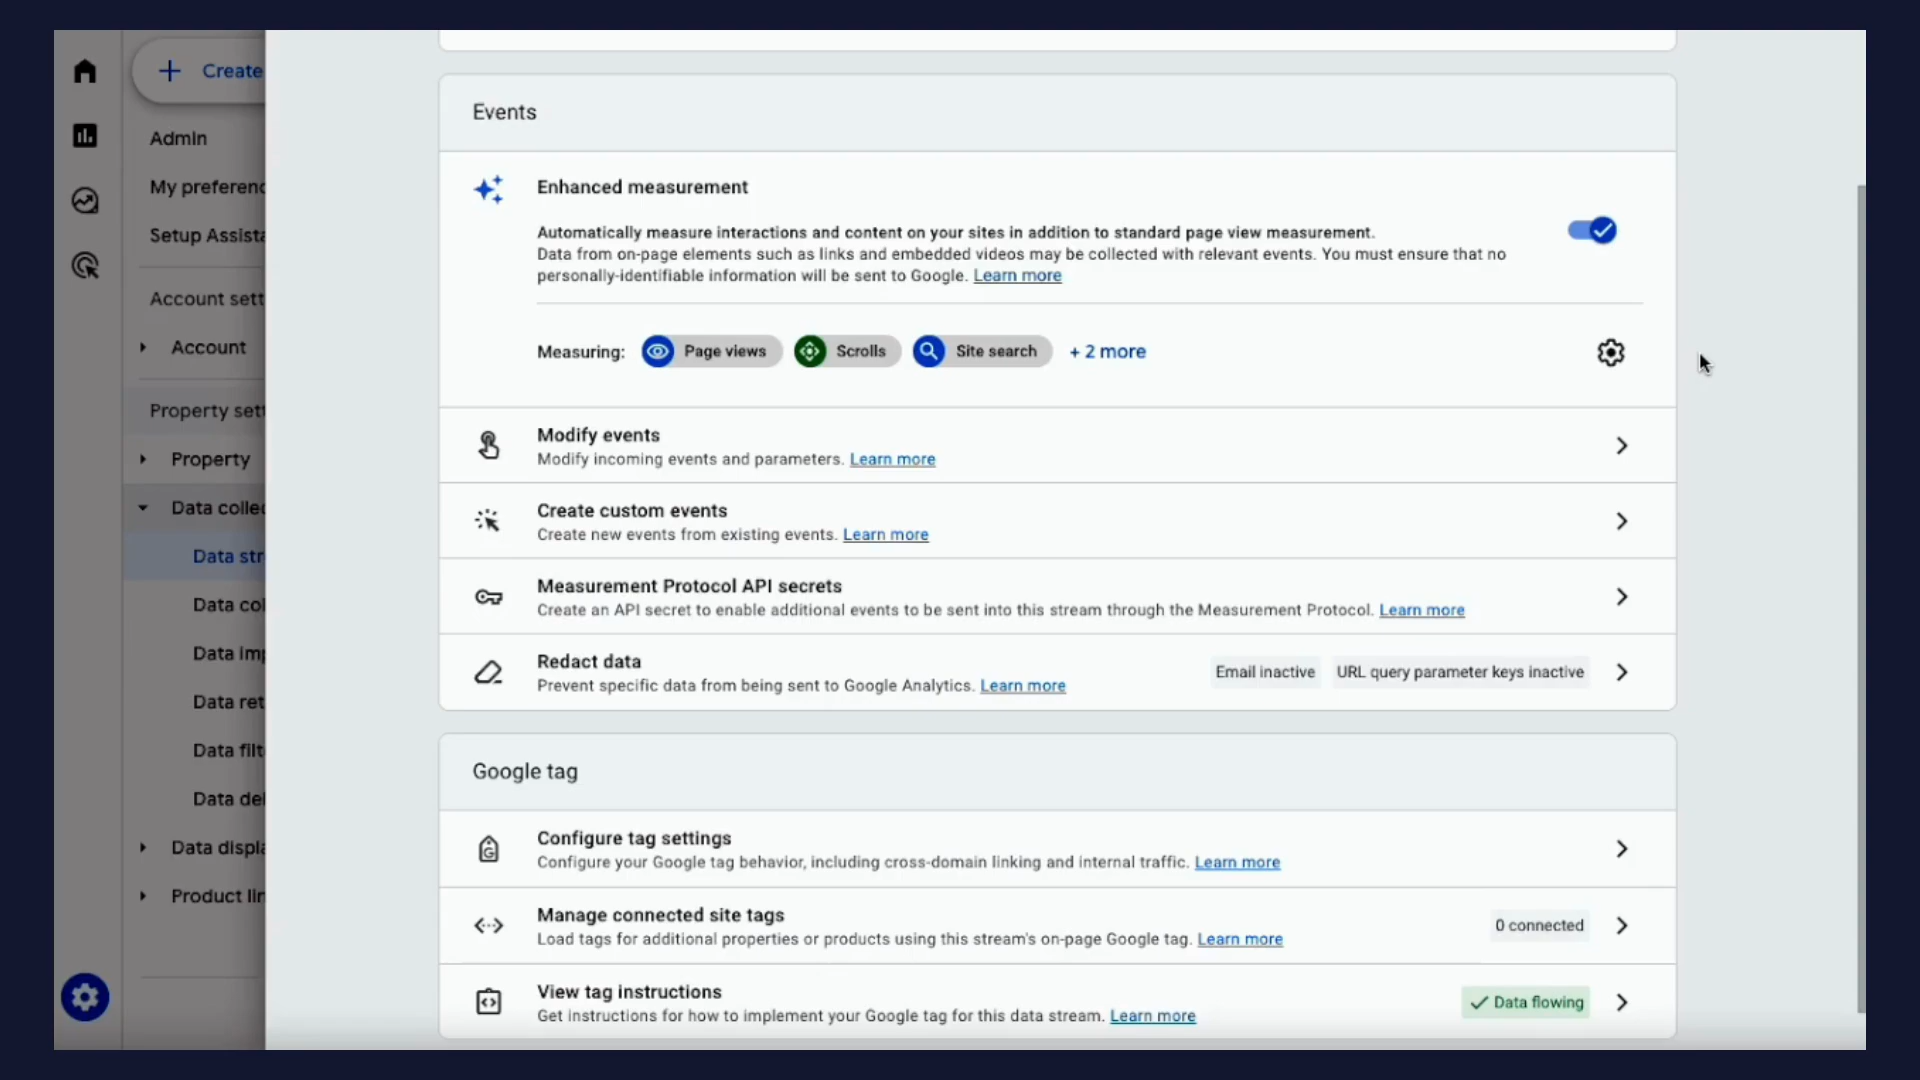 Create
Admin
My preferenc
Setup Assista
Account sett
Account
Property sett
Property
Data collec
Data str
Data col
Data imp
Data ret
Data filt
Data del
Data displa
Product lin
Events
Enhanced measurement
Automatically measure interactions and content on your sites in addition to standard page view measurement.
Data from on-page elements such as links and embedded videos may be collected with relevant events. You must ensure that no
personally-identifiable information will be sent to Google. Learn more
Measuring: Page views Scrolls Site search + 2 more
Modify events
Modify incoming events and parameters. Learn more
Create custom events
Create new events from existing events. Learn more
Measurement Protocol API secrets
Create an API secret to enable additional events to be sent into this stream through the Measurement Protocol. Learn more
Redact data
Prevent specific data from being sent to Google Analytics. Learn more
Email inactive URL query parameter keys inactive
Google tag
Configure tag settings
Configure your Google tag behavior, including cross-domain linking and internal traffic. Learn more
Manage connected site tags
Load tags for additional properties or products using this stream's on-page Google tag. Learn more
0 connected
View tag instructions
Get instructions for how to implement your Google tag for this data stream. Learn more
Data flowing